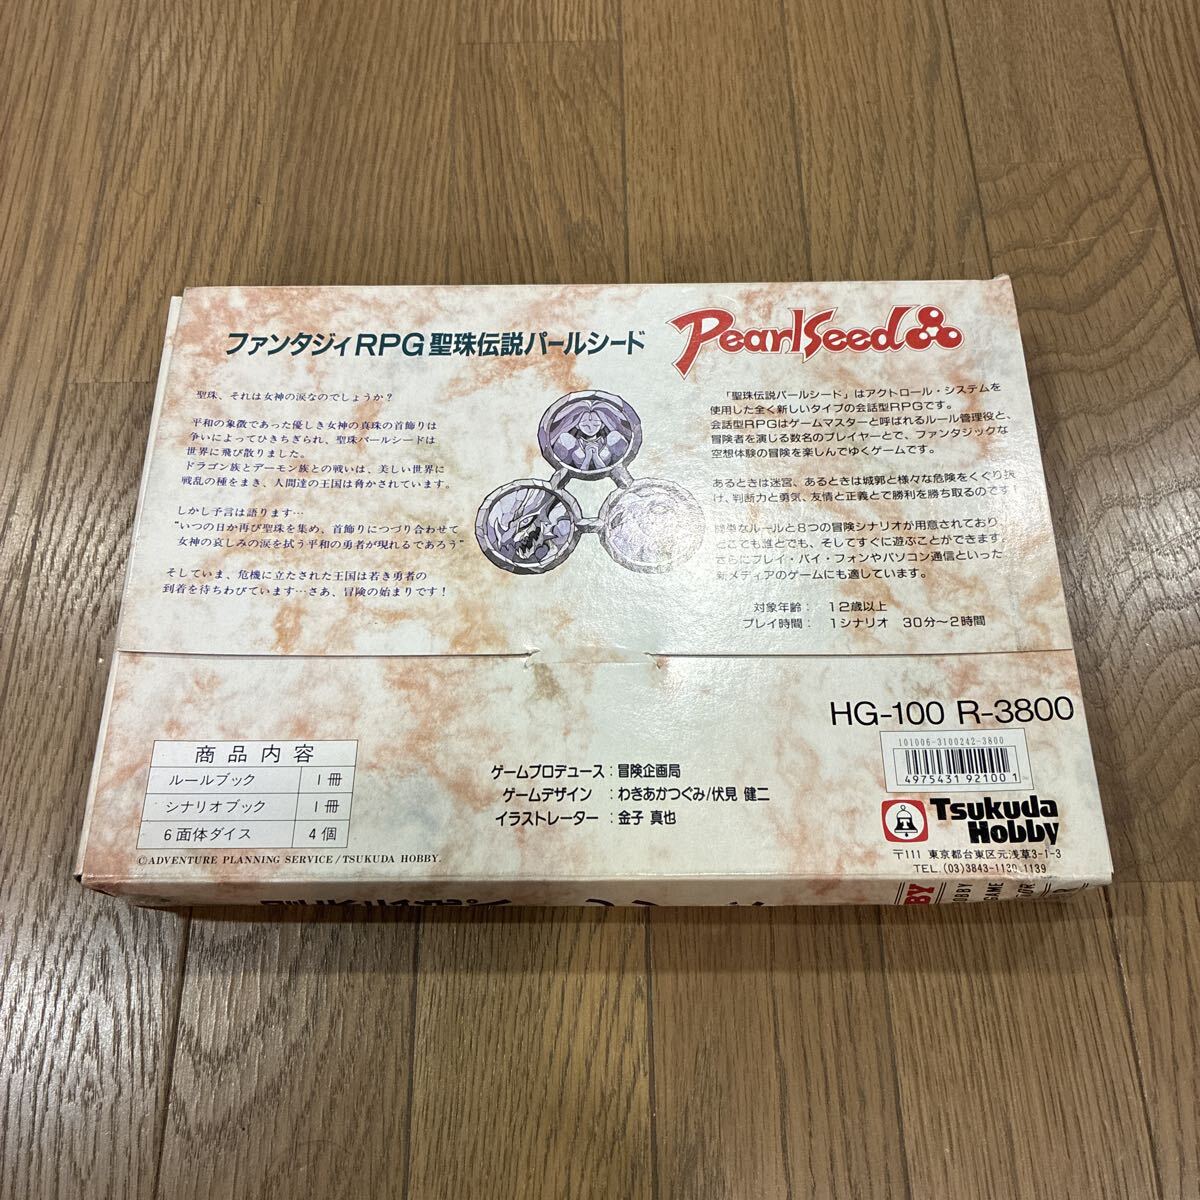 ファンタジィRPG 聖珠伝説パールシード
PearlSeed
聖珠、それは女神の涙なのでしょうか?
平和の象徴であった優しき女神の真珠の首飾りは
争いによってひきちぎられ、聖珠パールシードは
世界に飛び散りました。
ドラゴン族とデーモン族との戦いは、美しい世界に
戦乱の種をまき、人間達の王国は脅かされています。
しかし予言は語ります…
“いつの日か再び聖珠を集め、首飾りにつづり合わせて
女神の哀しみの涙を拭う平和の勇者が現れるであろう”
そしていま、危機に立たされた王国は若き勇者の
到着を待ちわびています…さあ、冒険の始まりです!
「聖珠伝説パールシード」はアクトロール・システムを
使用した全く新しいタイプの会話型RPGです。
会話型RPGはゲームマスターと呼ばれるルール管理役と、
冒険者を演じる数名のプレイヤーとで、ファンタジックな
空想体験の冒険を楽しんでゆくゲームです。
あるときは迷宮、あるときは城郭と様々な危険をくぐり抜
け、判断力と勇気、友情と正義とで勝利を勝ち取るのです!
簡単なルールと8つの冒険シナリオが用意されており
どこでも誰とでも、そしてすぐに遊ぶことができます
さらにプレイ・バイ・フォンやパソコン通信といった
新メディアのゲームにも適しています。
対象年齢: 12歳以上
プレイ時間: 1シナリオ 30分〜2時間
HG-100 R-3800
101006-3100242-3800
4975431 92100 1
商品内容
ルールブック 1冊
シナリオブック 1冊
6面体ダイス 4個
©ADVENTURE PLANNING SERVICE/TSUKUDA HOBBY.
ゲームプロデュース:冒険企画局
ゲームデザイン :わきあかつぐみ/伏見 健二
イラストレーター :金子 真也
Tsukuda
Hobby
〒111 東京都台東区元浅草3-1-3
TEL.(03)3843-1130,1139